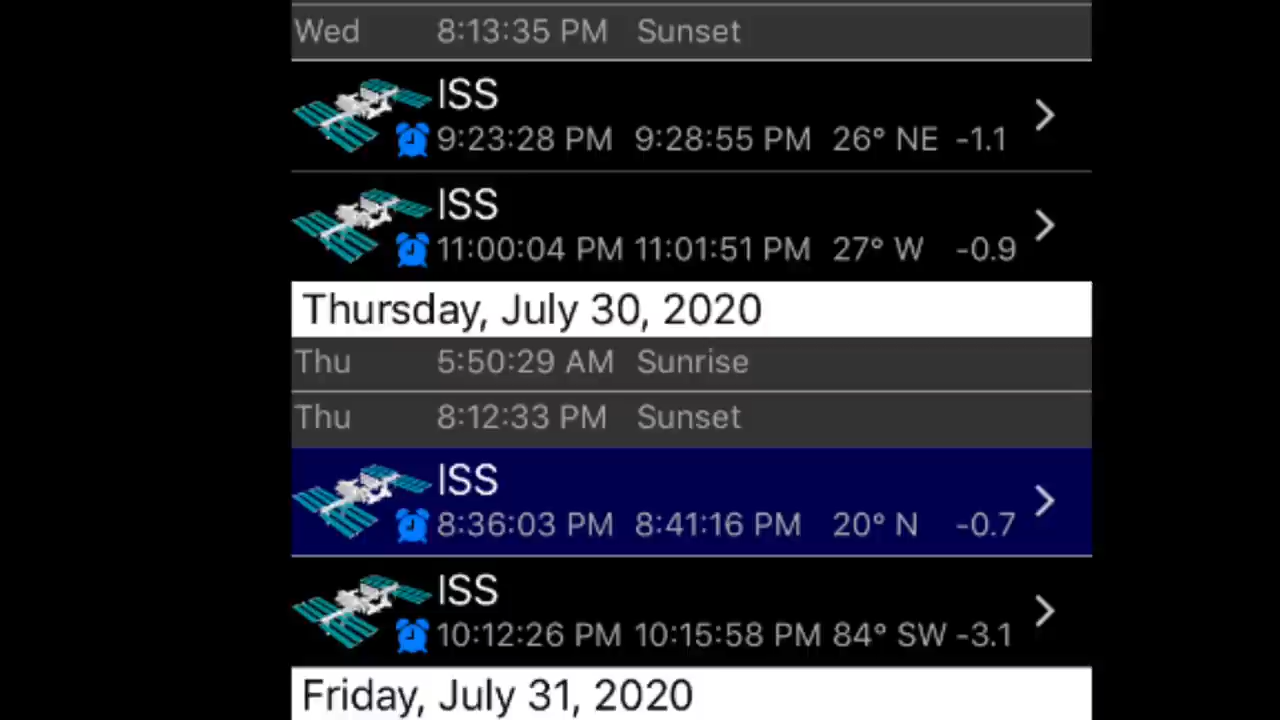 Wed 8:13:35 PM Sunset
ISS
9:23:28 PM 9:28:55 PM 26° NE -1.1
ISS
11:00:04 PM 11:01:51 PM 27° W -0.9
Thursday, July 30, 2020
Thu 5:50:29 AM Sunrise
Thu 8:12:33 PM Sunset
ISS
8:36:03 PM 8:41:16 PM 20° N -0.7
ISS
10:12:26 PM 10:15:58 PM 84° SW -3.1
Friday, July 31, 2020